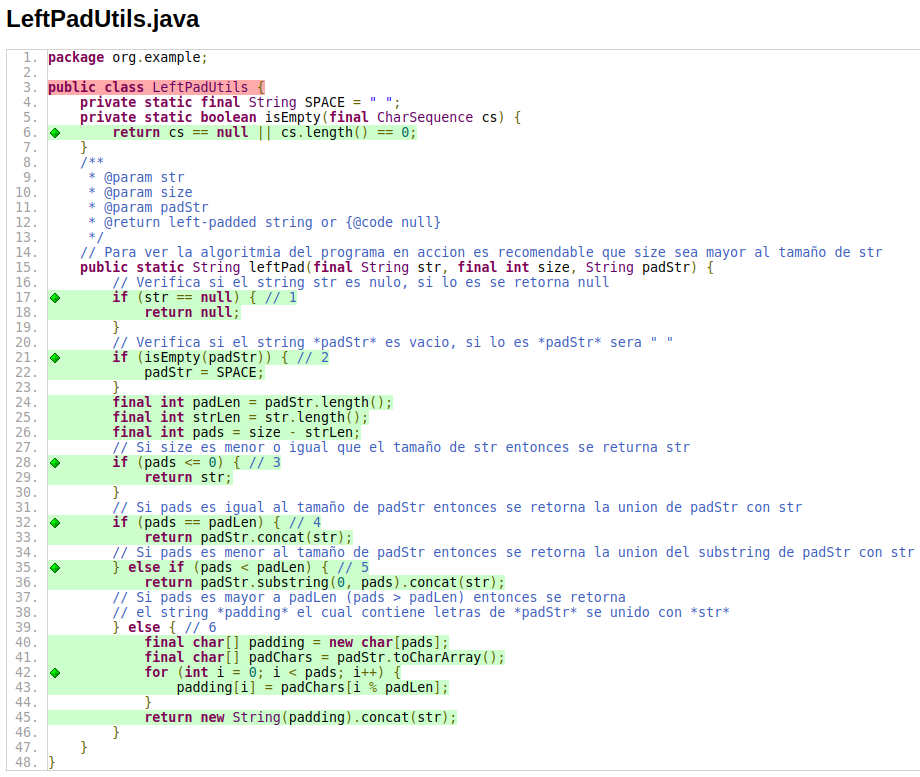 LeftPadUtils.java
1. package org.example;
2.
3. public class LeftPadUtils {
4.     private static final String SPACE = " ";
5.     private static boolean isEmpty(final CharSequence cs) {
6.         return cs == null || cs.length() == 0;
7.     }
8.     /**
9.      * @param str
10.      * @param size
11.      * @param padStr
12.      * @return left-padded string or {@code null}
13.      */
14.     // Para ver la algoritmia del programa en accion es recomendable que size sea mayor al tamaño de str
15.     public static String leftPad(final String str, final int size, String padStr) {
16.         // Verifica si el string str es nulo, si lo es se retorna null
17.         if (str == null) { // 1
18.             return null;
19.         }
20.         // Verifica si el string *padStr* es vacio, si lo es *padStr* sera " "
21.         if (isEmpty(padStr)) { // 2
22.             padStr = SPACE;
23.         }
24.         final int padLen = padStr.length();
25.         final int strLen = str.length();
26.         final int pads = size - strLen;
27.         // Si size es menor o igual que el tamaño de str entonces se returna str
28.         if (pads <= 0) { // 3
29.             return str;
30.         }
31.         // Si pads es igual al tamaño de padStr entonces se retorna la union de padStr con str
32.         if (pads == padLen) { // 4
33.             return padStr.concat(str);
34.         // Si pads es menor al tamaño de padStr entonces se retorna la union del substring de padStr con str
35.         } else if (pads < padLen) { // 5
36.             return padStr.substring(0, pads).concat(str);
37.         // Si pads es mayor a padLen (pads > padLen) entonces se retorna
38.         // el string *padding* el cual contiene letras de *padStr* se unido con *str*
39.         } else { // 6
40.             final char[] padding = new char[pads];
41.             final char[] padChars = padStr.toCharArray();
42.             for (int i = 0; i < pads; i++) {
43.                 padding[i] = padChars[i % padLen];
44.             }
45.             return new String(padding).concat(str);
46.         }
47.     }
48. }